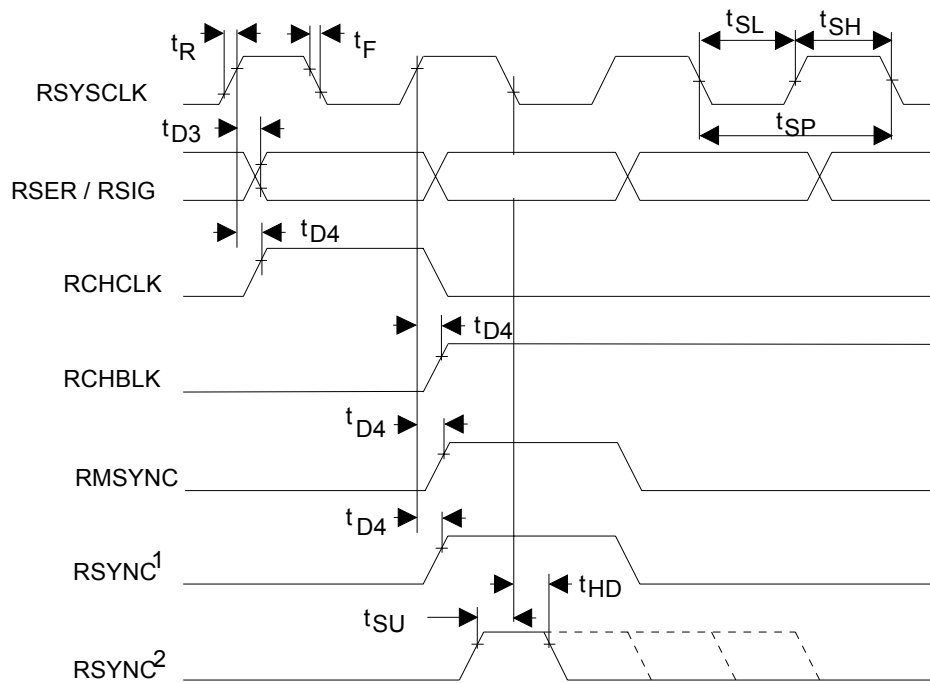 tR
tF
tSL
tSH
RSYSCLK
tD3
tSP
RSER / RSIG
tD4
RCHCLK
tD4
RCHBLK
tD4
RMSYNC
tD4
RSYNC1
tHD
tSU
RSYNC2